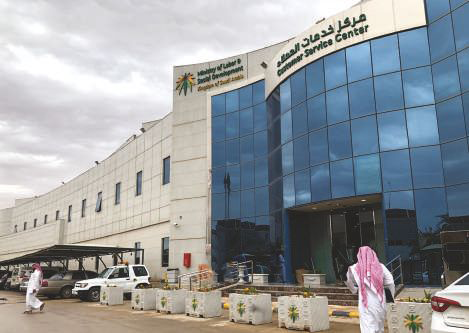 مركز خدمات العملاء
Customer Service Center
Ministry of Labor &
Social Development
Kingdom of Saudi Arabia